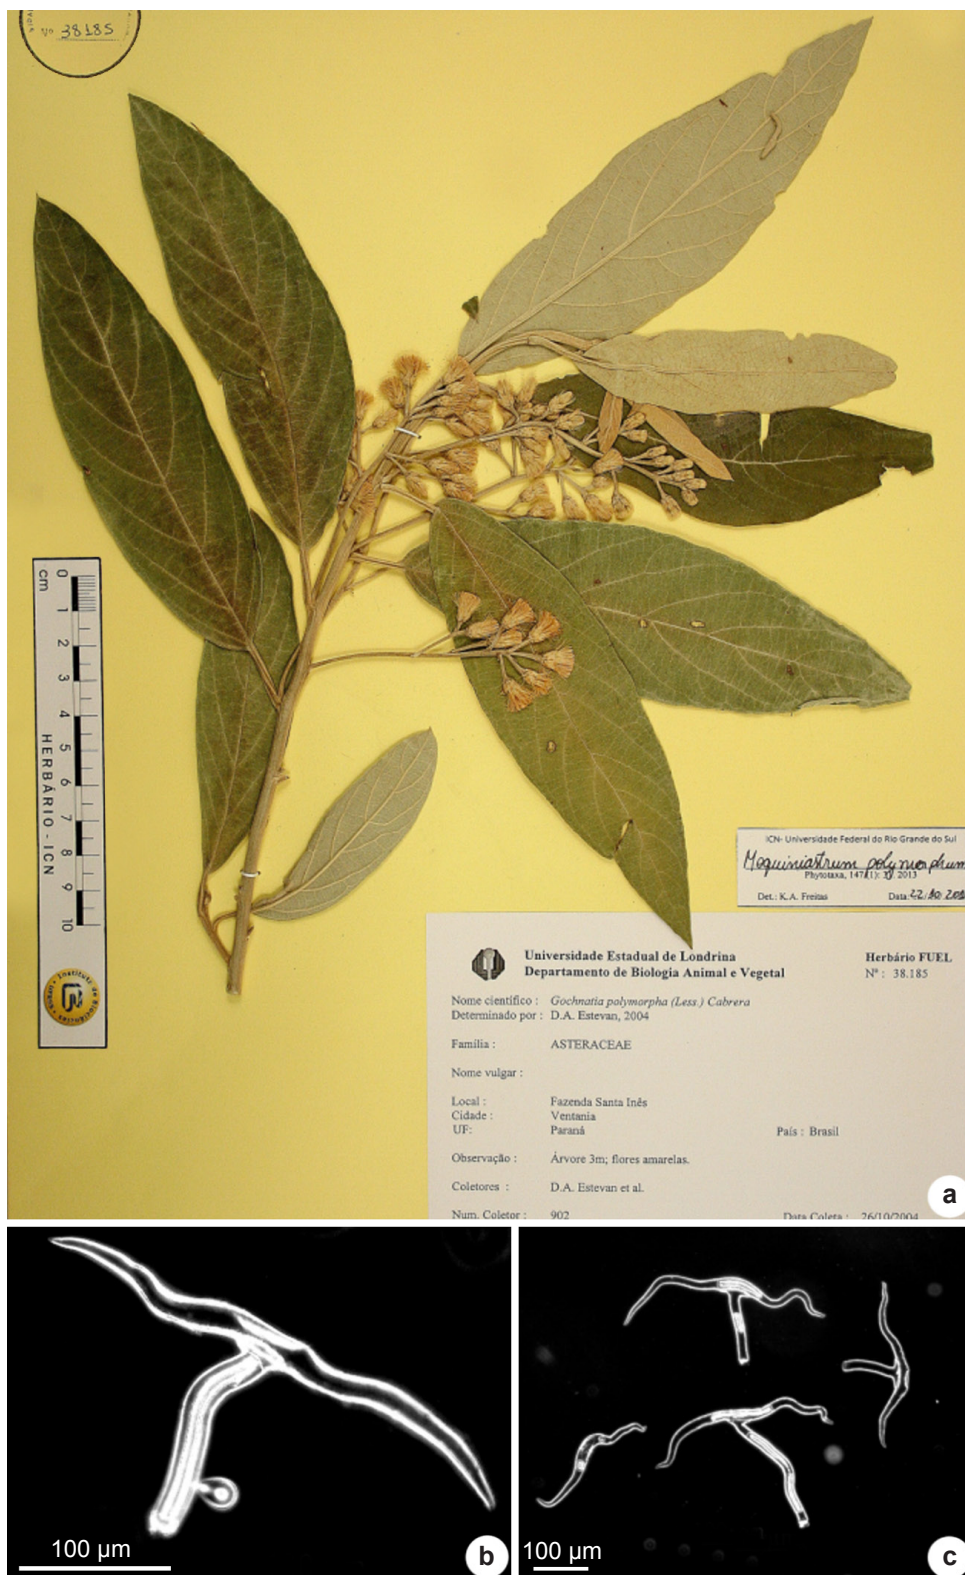 Nº 38185
cm
0
1
2
3
4
5
6
7
8
9
10
HERBÁRIO - ICN
Instituto de Biociências
ICN- Universidade Federal do Rio Grande do Sul
Moquiniastrum polymorphum
Phytotaxa, 147(1): 2013
Det.: K.A. Freitas Data:
Universidade Estadual de Londrina
Departamento de Biologia Animal e Vegetal
Herbário FUEL
Nº : 38.185
Nome científico : Gochnatia polymorpha (Less.) Cabrera
Determinado por : D.A. Estevan, 2004
Família : ASTERACEAE
Nome vulgar :
Local : Fazenda Santa Inês
Cidade : Ventania
UF: Paraná País : Brasil
Observação : Árvore 3m; flores amarelas.
Coletores : D.A. Estevan et al.
Num. Coletor : 902 Data Coleta : 26/10/2004
a
100 µm
b
100 µm
c